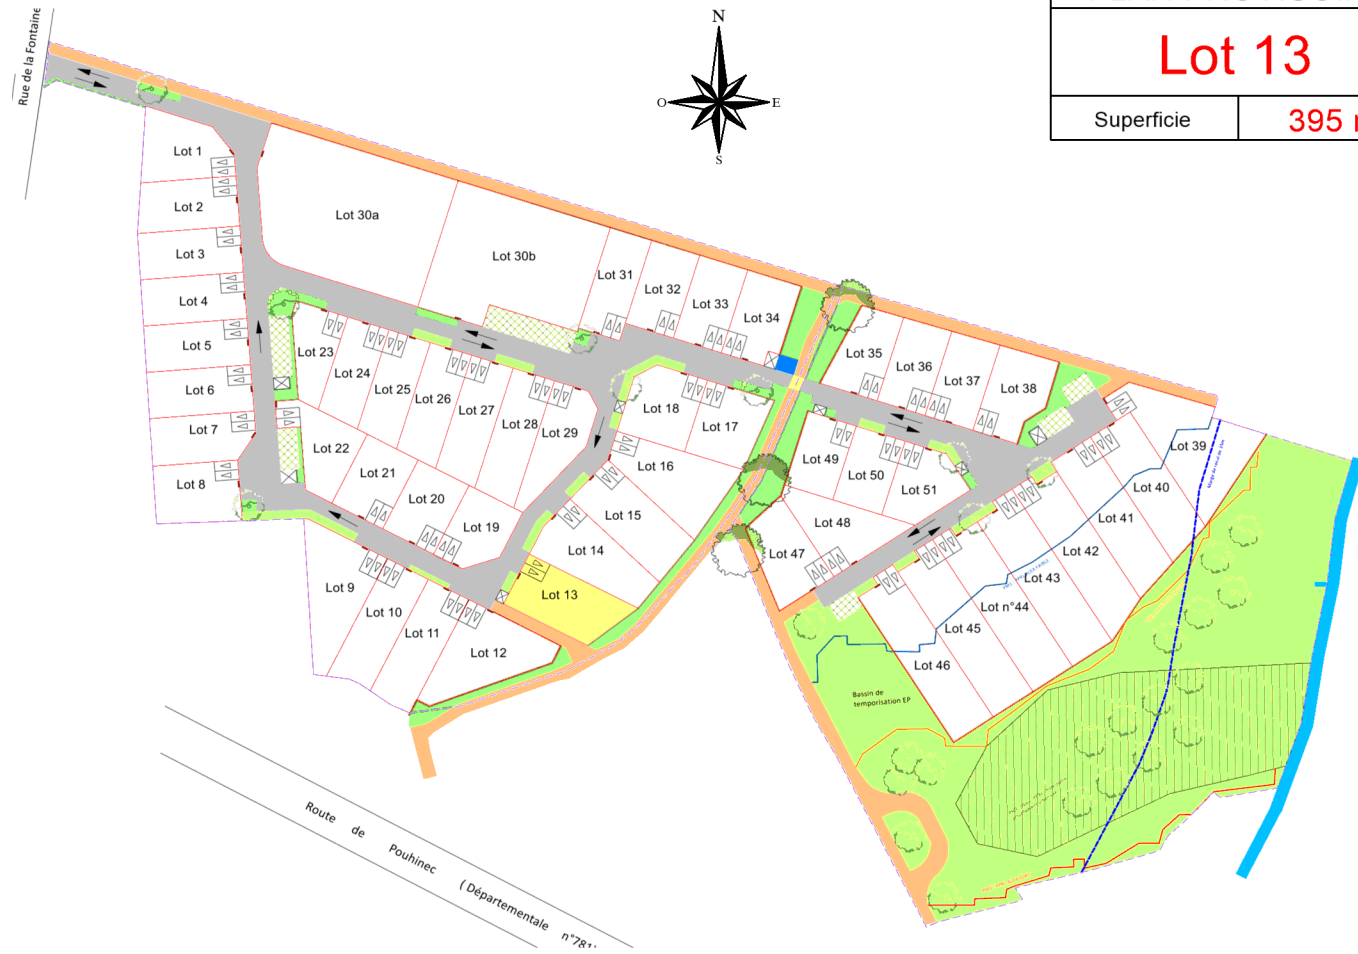 Rue de la Fontaine
N
O
E
S
Lot 13
Superficie
395
Lot 1
Lot 2
Lot 3
Lot 4
Lot 5
Lot 6
Lot 7
Lot 8
Lot 30a
Lot 30b
Lot 31
Lot 32
Lot 33
Lot 34
Lot 35
Lot 36
Lot 37
Lot 38
Lot 39
Lot 40
Lot 41
Lot 42
Lot 43
Lot n°44
Lot 45
Lot 46
Lot 47
Lot 48
Lot 49
Lot 50
Lot 51
Lot 23
Lot 24
Lot 25
Lot 26
Lot 27
Lot 28
Lot 29
Lot 18
Lot 17
Lot 16
Lot 15
Lot 14
Lot 13
Lot 22
Lot 21
Lot 20
Lot 19
Lot 9
Lot 10
Lot 11
Lot 12
Bassin de
temporisation EP
Route de Pouhinec (Départementale n°781)